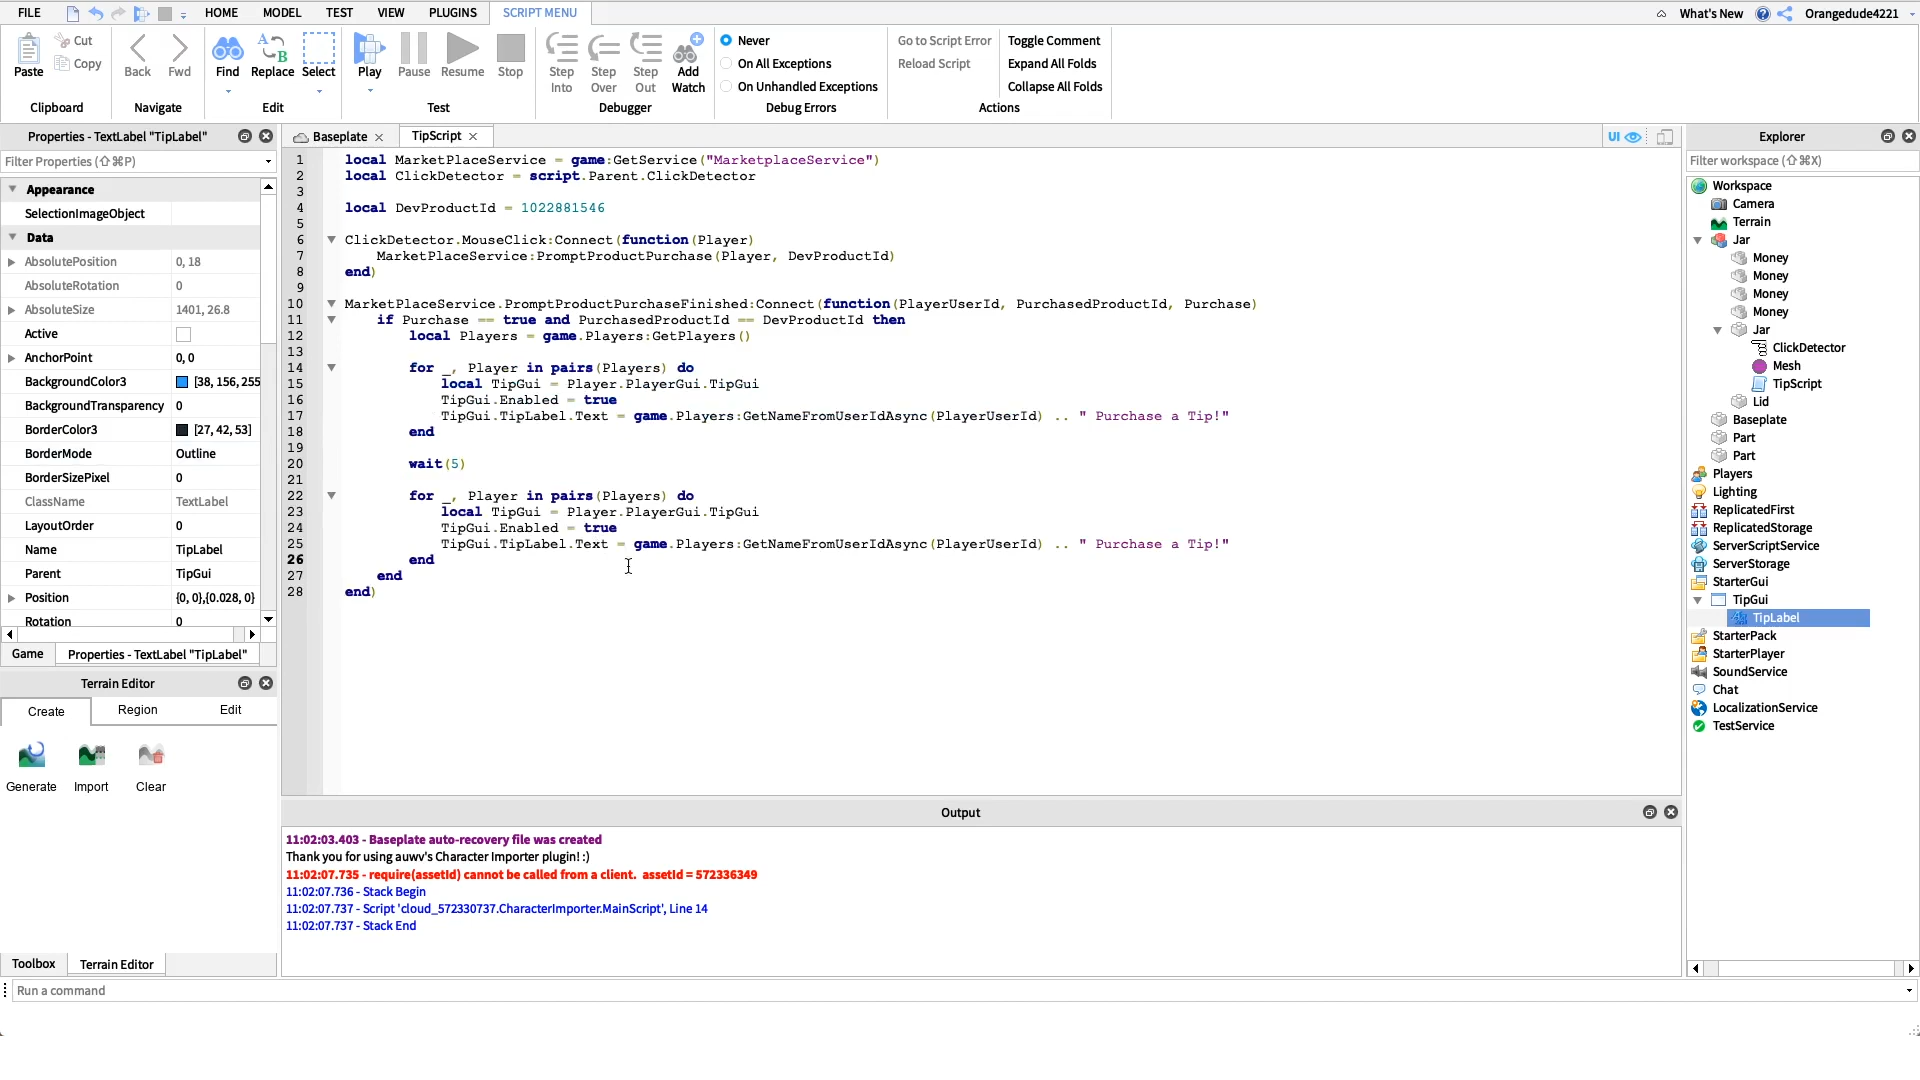 FILE HOME MODEL TEST VIEW PLUGINS SCRIPT MENU What's New Orangedude4221
Paste Cut Copy Back Fwd Find Replace Select Play Pause Resume Stop Step Into Step Over Step Out Add Watch
Never
On All Exceptions
On Unhandled Exceptions
Go to Script Error
Reload Script
Toggle Comment
Expand All Folds
Collapse All Folds
Clipboard Navigate Edit Test Debugger Debug Errors Actions
Properties - TextLabel "TipLabel"
Filter Properties (⇧⌘P)
Appearance
SelectionImageObject
Data
AbsolutePosition 0, 18
AbsoluteRotation 0
AbsoluteSize 1401, 26.8
Active
AnchorPoint 0, 0
BackgroundColor3 [38, 156, 255
BackgroundTransparency 0
BorderColor3 [27, 42, 53]
BorderMode Outline
BorderSizePixel 0
ClassName TextLabel
LayoutOrder 0
Name TipLabel
Parent TipGui
Position {0, 0},{0.028, 0}
Rotation 0
Game Properties - TextLabel "TipLabel"
Terrain Editor
Create Region Edit
Generate Import Clear
Toolbox Terrain Editor
Baseplate TipScript UI
1 local MarketPlaceService = game:GetService("MarketplaceService")
2 local ClickDetector = script.Parent.ClickDetector
3
4 local DevProductId = 1022881546
5
6 ClickDetector.MouseClick:Connect(function(Player)
7 MarketPlaceService:PromptProductPurchase(Player, DevProductId)
8 end)
9
10 MarketPlaceService.PromptProductPurchaseFinished:Connect(function(PlayerUserId, PurchasedProductId, Purchase)
11 if Purchase == true and PurchasedProductId == DevProductId then
12 local Players = game.Players:GetPlayers()
13
14 for _, Player in pairs(Players) do
15 local TipGui = Player.PlayerGui.TipGui
16 TipGui.Enabled = true
17 TipGui.TipLabel.Text = game.Players:GetNameFromUserIdAsync(PlayerUserId) .. " Purchase a Tip!"
18 end
19
20 wait(5)
21
22 for _, Player in pairs(Players) do
23 local TipGui = Player.PlayerGui.TipGui
24 TipGui.Enabled = true
25 TipGui.TipLabel.Text = game.Players:GetNameFromUserIdAsync(PlayerUserId) .. " Purchase a Tip!"
26 end
27 end
28 end)
Output
11:02:03.403 - Baseplate auto-recovery file was created
Thank you for using auwv's Character Importer plugin! :)
11:02:07.735 - require(assetId) cannot be called from a client. assetId = 572336349
11:02:07.736 - Stack Begin
11:02:07.737 - Script 'cloud_572330737.CharacterImporter.MainScript', Line 14
11:02:07.737 - Stack End
Explorer
Filter workspace (⇧⌘X)
Workspace
Camera
Terrain
Jar
Money
Money
Money
Money
Jar
ClickDetector
Mesh
TipScript
Lid
Baseplate
Part
Part
Players
Lighting
ReplicatedFirst
ReplicatedStorage
ServerScriptService
ServerStorage
StarterGui
TipGui
TipLabel
StarterPack
StarterPlayer
SoundService
Chat
LocalizationService
TestService
Run a command